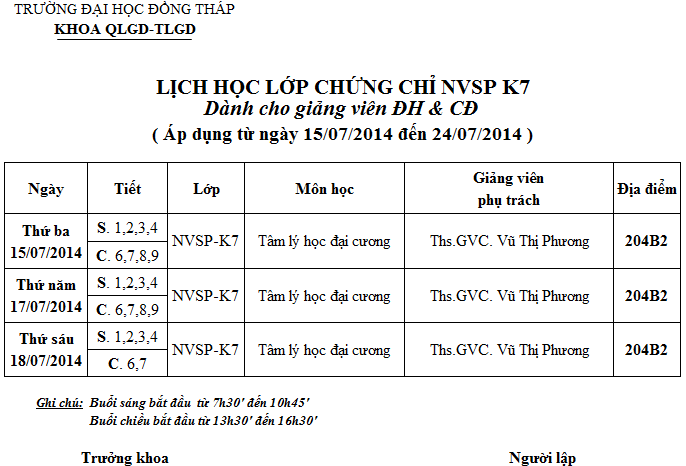 TRƯỜNG ĐẠI HỌC ĐỒNG THÁP
KHOA QLGD-TLGD
LỊCH HỌC LỚP CHỨNG CHỈ NVSP K7
Dành cho giảng viên ĐH & CĐ
( Áp dụng từ ngày 15/07/2014 đến 24/07/2014 )
Ngày Tiết Lớp Môn học Giảng viên phụ trách Địa điểm
Thứ ba 15/07/2014 S. 1,2,3,4 C. 6,7,8,9 NVSP-K7 Tâm lý học đại cương Ths.GVC. Vũ Thị Phương 204B2
Thứ năm 17/07/2014 S. 1,2,3,4 C. 6,7,8,9 NVSP-K7 Tâm lý học đại cương Ths.GVC. Vũ Thị Phương 204B2
Thứ sáu 18/07/2014 S. 1,2,3,4 C. 6,7 NVSP-K7 Tâm lý học đại cương Ths.GVC. Vũ Thị Phương 204B2
Ghi chú: Buổi sáng bắt đầu từ 7h30' đến 10h45'
Buổi chiều bắt đầu từ 13h30' đến 16h30'
Trưởng khoa Người lập